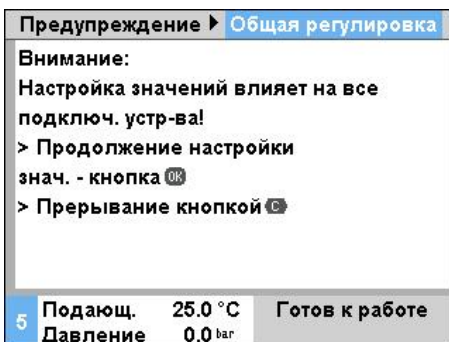 Предупреждение ▶ Общая регулировка
Внимание:
Настройка значений влияет на все
подключ. устр-ва!
> Продолжение настройки
знач. - кнопка OK
> Прерывание кнопкой C
5 Подающ. 25.0 °C Готов к работе
Давление 0.0 bar